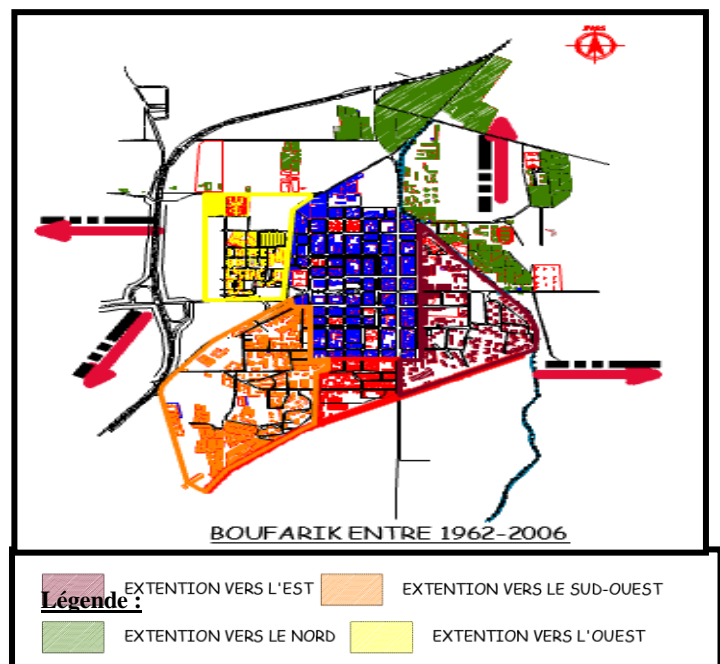 BOUFARIK ENTRE 1962-2006
EXTENTION VERS L'EST
EXTENTION VERS LE SUD-OUEST
Légende :
EXTENTION VERS LE NORD
EXTENTION VERS L'OUEST